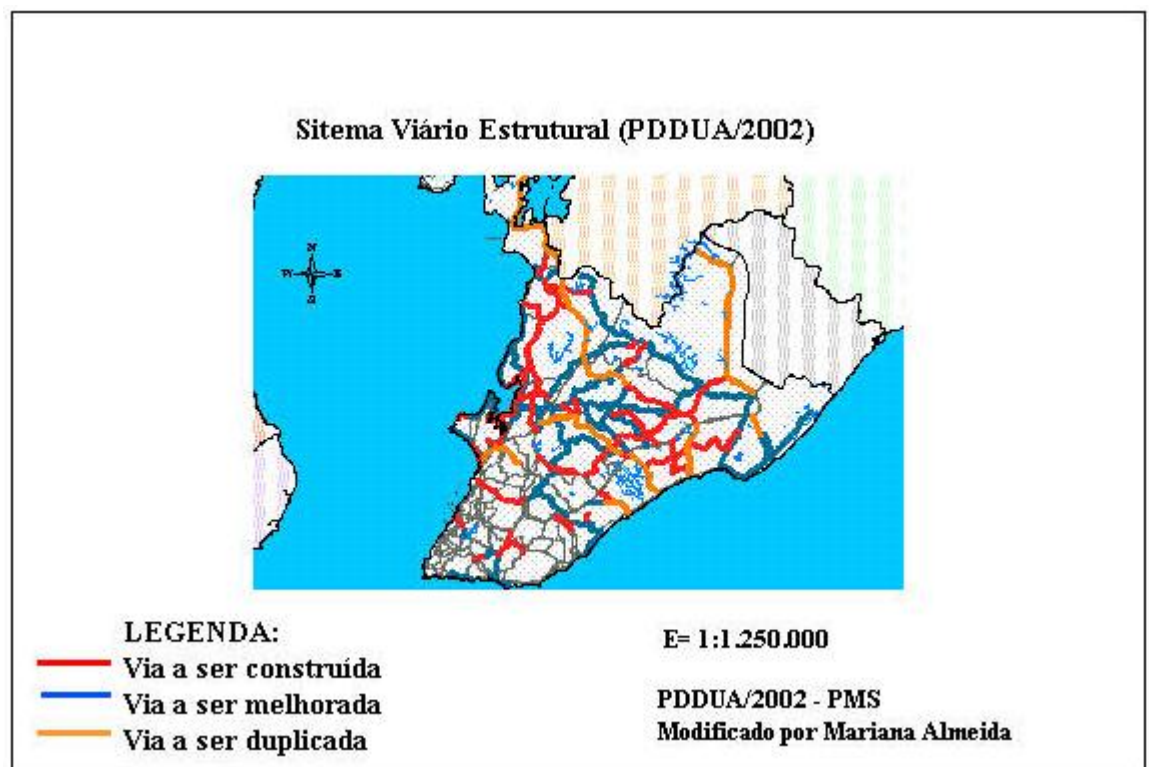 Sitema Viário Estrutural (PDDUA/2002)
N
W E
S
LEGENDA:
Via a ser construída
Via a ser melhorada
Via a ser duplicada
E= 1:1.250.000
PDDUA/2002 - PMS
Modificado por Mariana Almeida